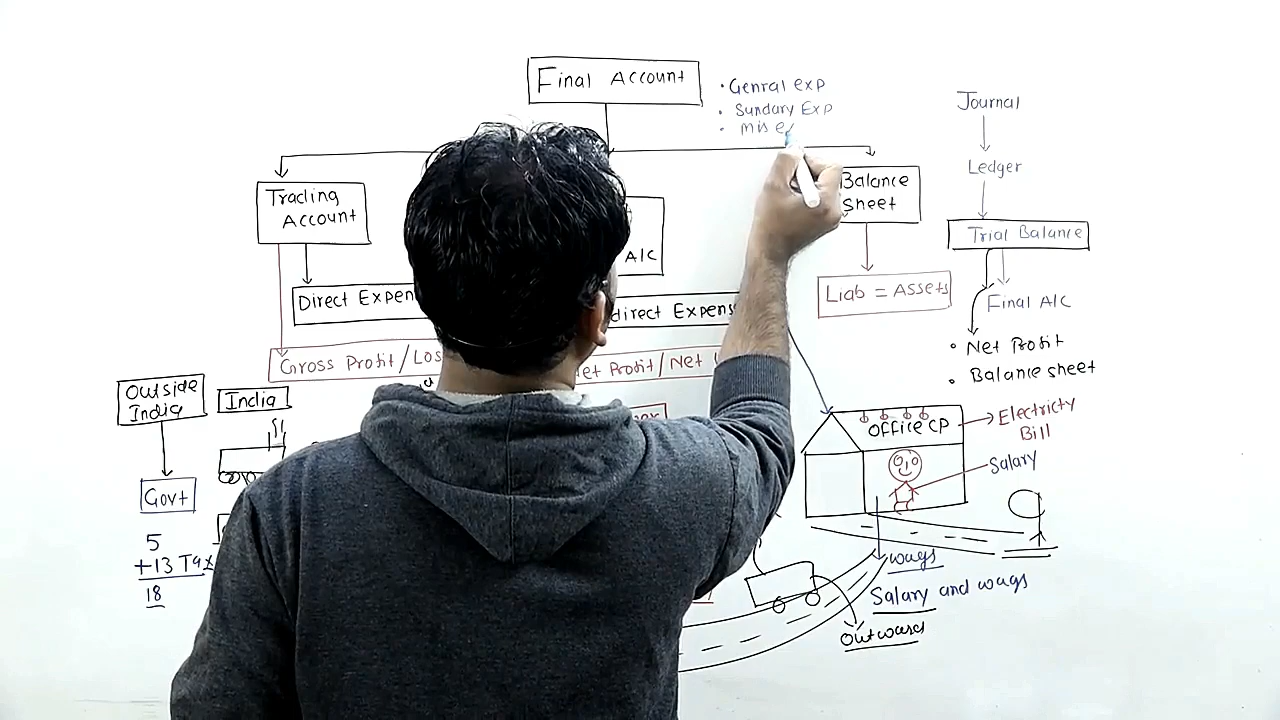 Final Account
• Genral exp
• Sundary Exp
• mis e
Journal
Ledger
Trial Balance
Final A/C
• Net Profit
• Balance sheet
Trading
Account
A/C
Balance
Sheet
Direct Expen
direct Expens
Liab = Assets
Gross Profit/Los
et Profit/Net
Outside
India
India
Govt
5
+13 Tax
18
office CP
Electricty
Bill
Salary
wags
Salary and wags
Outward